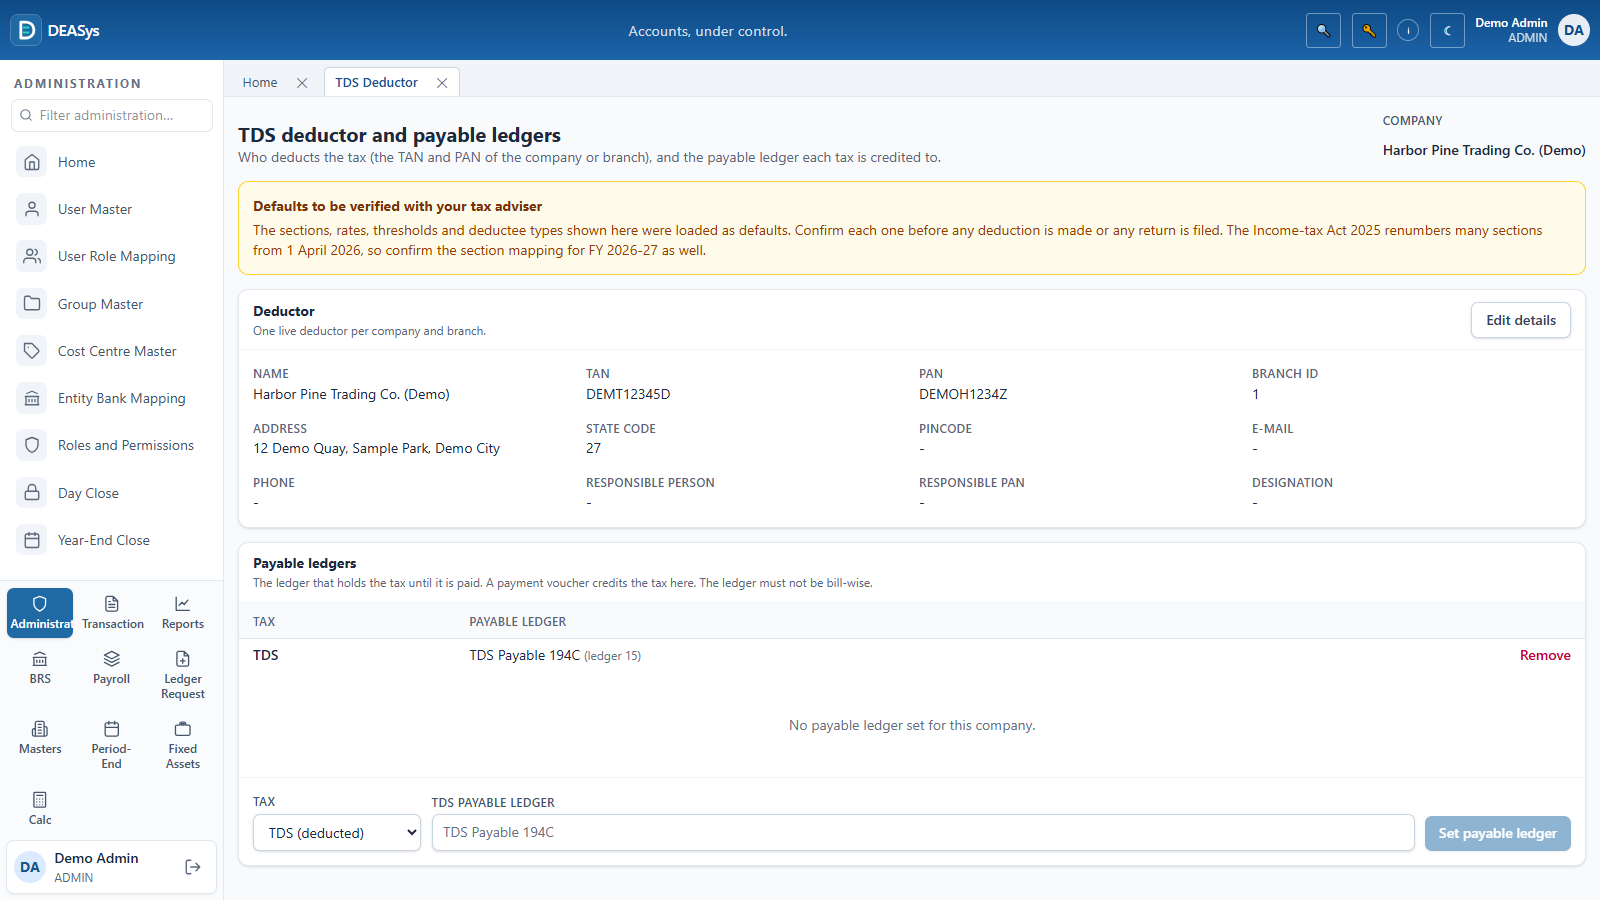 DEASys
Accounts, under control.
Demo Admin
ADMIN
DA
ADMINISTRATION
Filter administration...
Home
User Master
User Role Mapping
Group Master
Cost Centre Master
Entity Bank Mapping
Roles and Permissions
Day Close
Year-End Close
Administrat
Transaction
Reports
BRS
Payroll
Ledger Request
Masters
Period-End
Fixed Assets
Calc
DA
Demo Admin
ADMIN
Home
TDS Deductor
TDS deductor and payable ledgers
Who deducts the tax (the TAN and PAN of the company or branch), and the payable ledger each tax is credited to.
COMPANY
Harbor Pine Trading Co. (Demo)
Defaults to be verified with your tax adviser
The sections, rates, thresholds and deductee types shown here were loaded as defaults. Confirm each one before any deduction is made or any return is filed. The Income-tax Act 2025 renumbers many sections
from 1 April 2026, so confirm the section mapping for FY 2026-27 as well.
Deductor
One live deductor per company and branch.
Edit details
NAME
Harbor Pine Trading Co. (Demo)
TAN
DEMT12345D
PAN
DEMOH1234Z
BRANCH ID
1
ADDRESS
12 Demo Quay, Sample Park, Demo City
STATE CODE
27
PINCODE
-
E-MAIL
-
PHONE
-
RESPONSIBLE PERSON
-
RESPONSIBLE PAN
-
DESIGNATION
-
Payable ledgers
The ledger that holds the tax until it is paid. A payment voucher credits the tax here. The ledger must not be bill-wise.
TAX PAYABLE LEDGER
TDS TDS Payable 194C (ledger 15) Remove
No payable ledger set for this company.
TAX
TDS (deducted)
TDS PAYABLE LEDGER
TDS Payable 194C
Set payable ledger